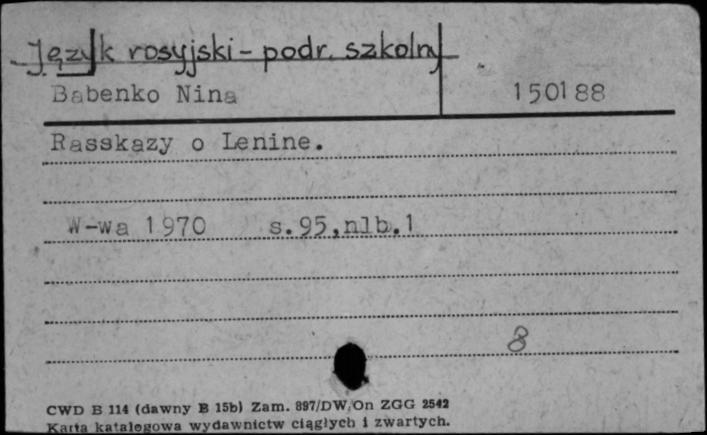 Język rosyjski - podr. szkolny
Babenko Nina
150188
Rasskazy o Lenine.
W-wa 1970 s.95,nlb.1
8
CWD B 114 (dawny B 15b) Zam. 897/DW/On ZGG 2542
Karta katalogowa wydawnictw ciągłych i zwartych.